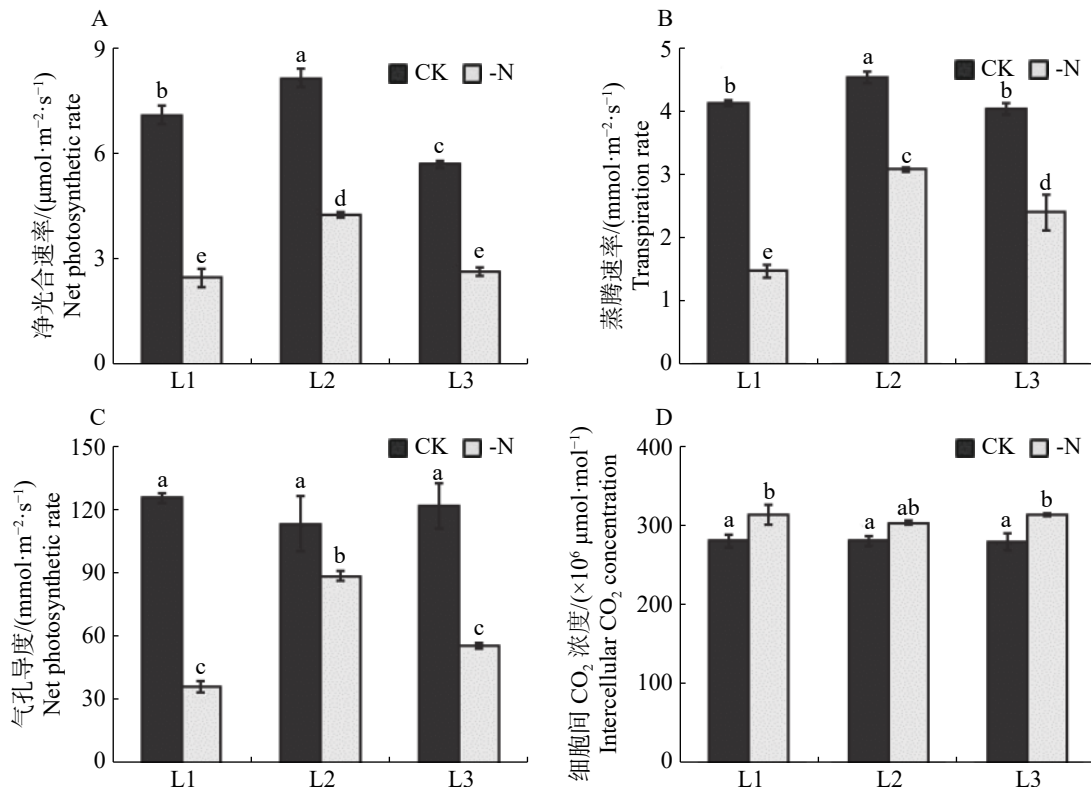 A
净光合速率/(μmol·m⁻²·s⁻¹)
Net photosynthetic rate
9
6
3
0
CK
-N
b
e
a
d
c
e
L1
L2
L3
B
蒸腾速率/(mmol·m⁻²·s⁻¹)
Transpiration rate
5
4
3
2
1
0
CK
-N
b
e
a
c
b
d
L1
L2
L3
C
气孔导度/(mmol·m⁻²·s⁻¹)
Net photosynthetic rate
150
120
90
60
30
0
CK
-N
a
c
a
b
a
c
L1
L2
L3
D
细胞间 CO₂ 浓度/(×10⁶ μmol·mol⁻¹)
Intercellular CO₂ concentration
400
300
200
100
0
CK
-N
a
b
a
ab
a
b
L1
L2
L3